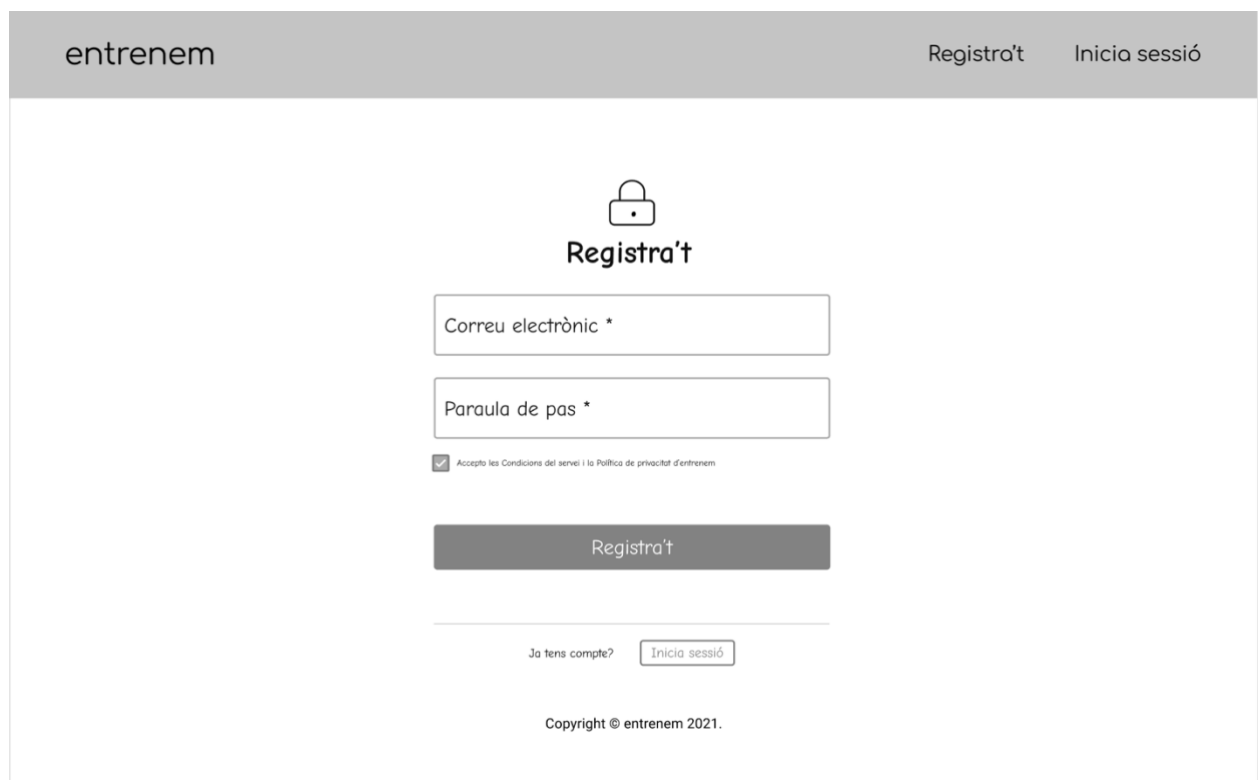 entrenem Registra't Inicia sessió
Registra't
Correu electrònic *
Paraula de pas *
Accepto les Condicions del servei i la Política de privacitat d'entrenem
Registra't
Ja tens compte? Inicia sessió
Copyright © entrenem 2021.